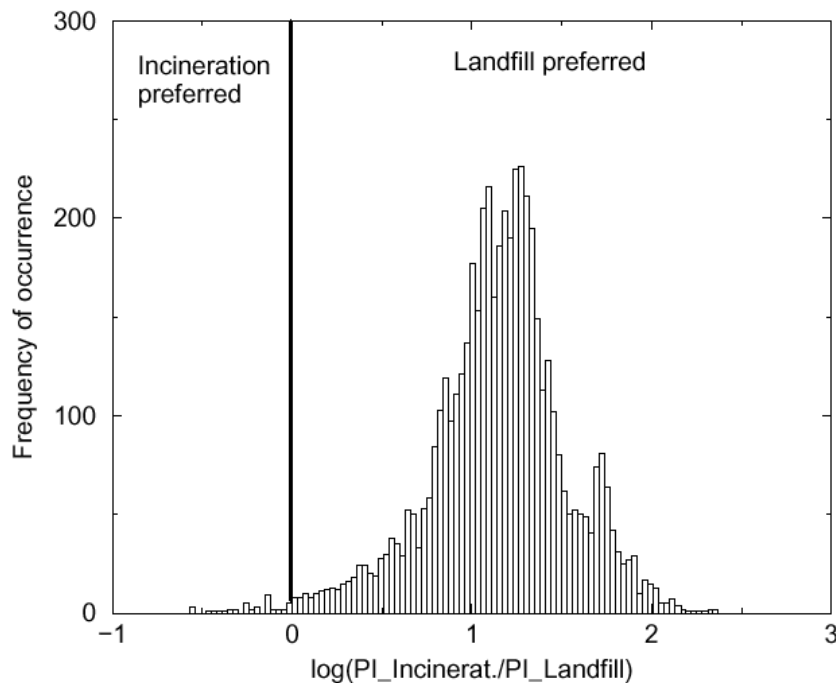 300
Incineration
preferred
Landfill preferred
Frequency of occurrence
200
100
0
−1
0
1
2
3
log(PI_Incinerat./PI_Landfill)